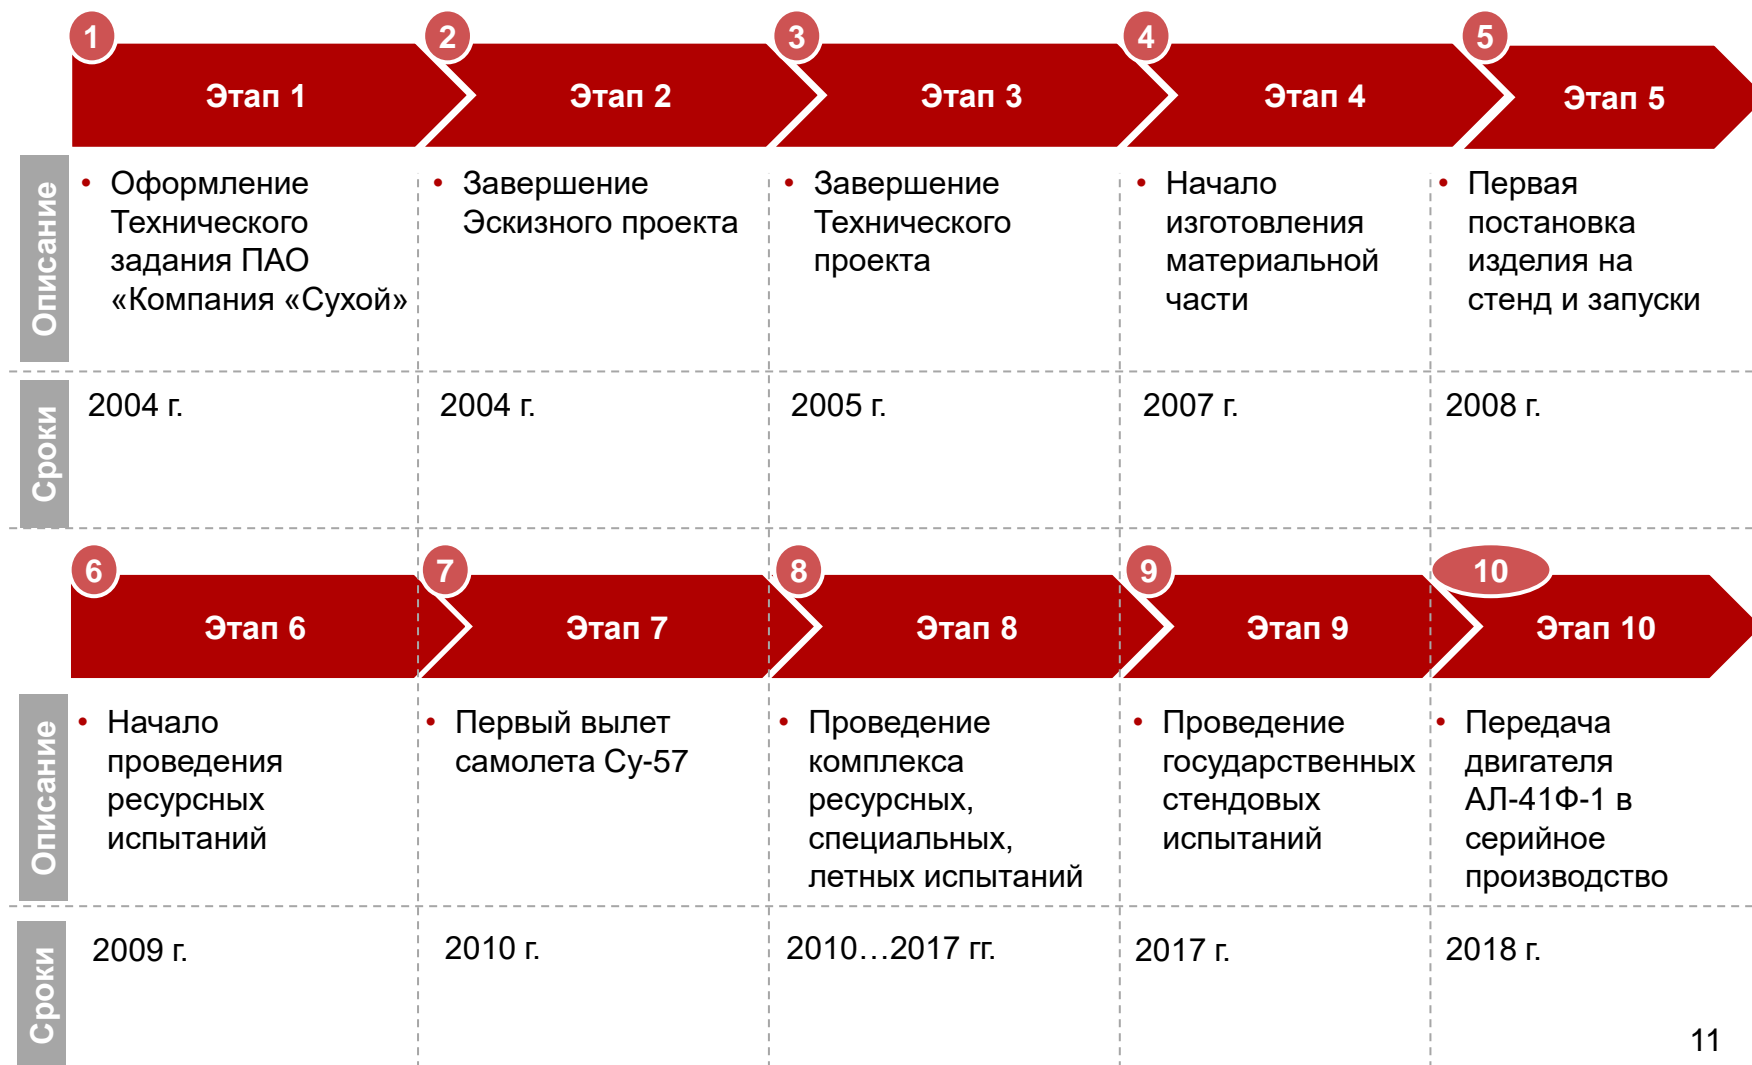 1
2
3
4
5
Этап 1
Этап 2
Этап 3
Этап 4
Этап 5
Описание
• Оформление
Технического
задания ПАО
«Компания «Сухой»
• Завершение
Эскизного проекта
• Завершение
Технического
проекта
• Начало
изготовления
материальной
части
• Первая
постановка
изделия на
стенд и запуски
Сроки
2004 г.
2004 г.
2005 г.
2007 г.
2008 г.
6
7
8
9
10
Этап 6
Этап 7
Этап 8
Этап 9
Этап 10
Описание
• Начало
проведения
ресурсных
испытаний
• Первый вылет
самолета Су-57
• Проведение
комплекса
ресурсных,
специальных,
летных испытаний
• Проведение
государственных
стендовых
испытаний
• Передача
двигателя
АЛ-41Ф-1 в
серийное
производство
Сроки
2009 г.
2010 г.
2010…2017 гг.
2017 г.
2018 г.
11